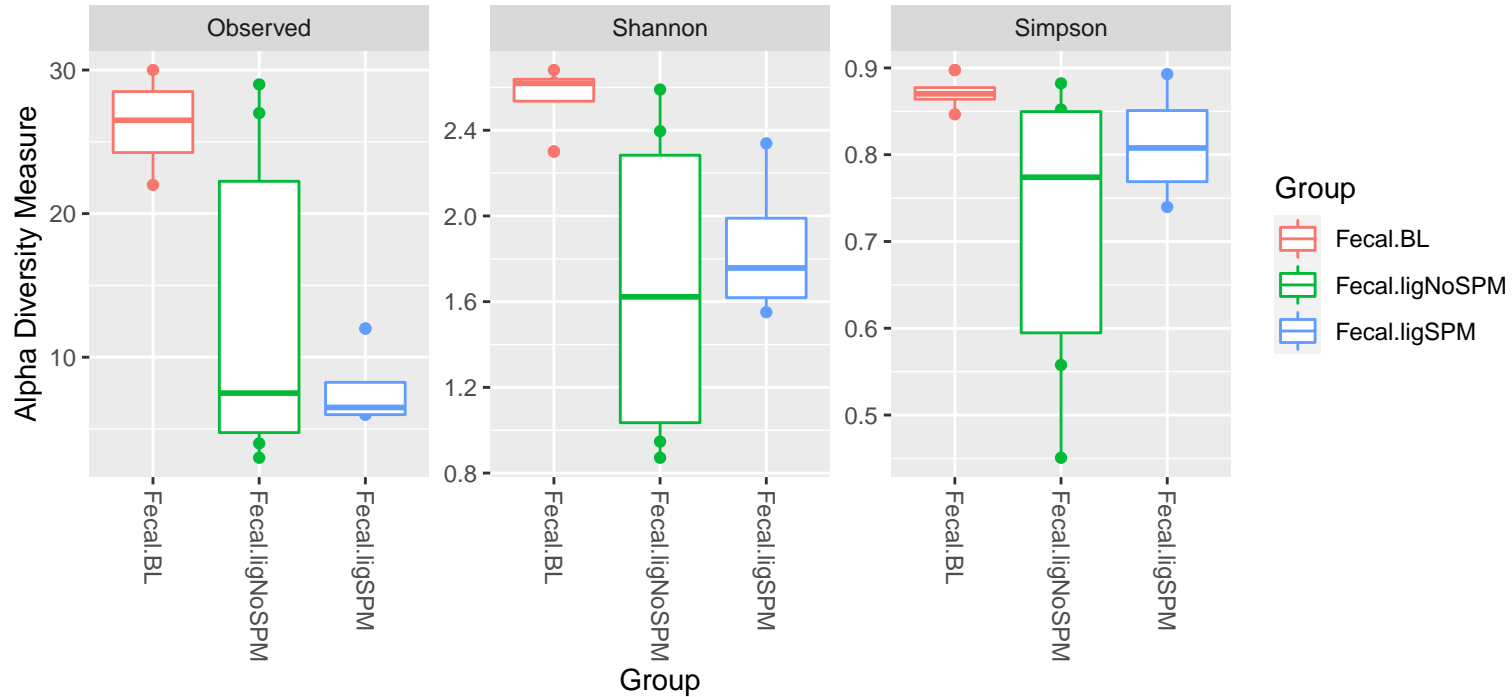 Observed
Shannon
Simpson
Alpha Diversity Measure
30
20
10
2.4
2.0
1.6
1.2
0.8
0.9
0.8
0.7
0.6
0.5
Fecal.BL
Fecal.ligNoSPM
Fecal.ligSPM
Fecal.BL
Fecal.ligNoSPM
Fecal.ligSPM
Fecal.BL
Fecal.ligNoSPM
Fecal.ligSPM
Group
Group
Fecal.BL
Fecal.ligNoSPM
Fecal.ligSPM